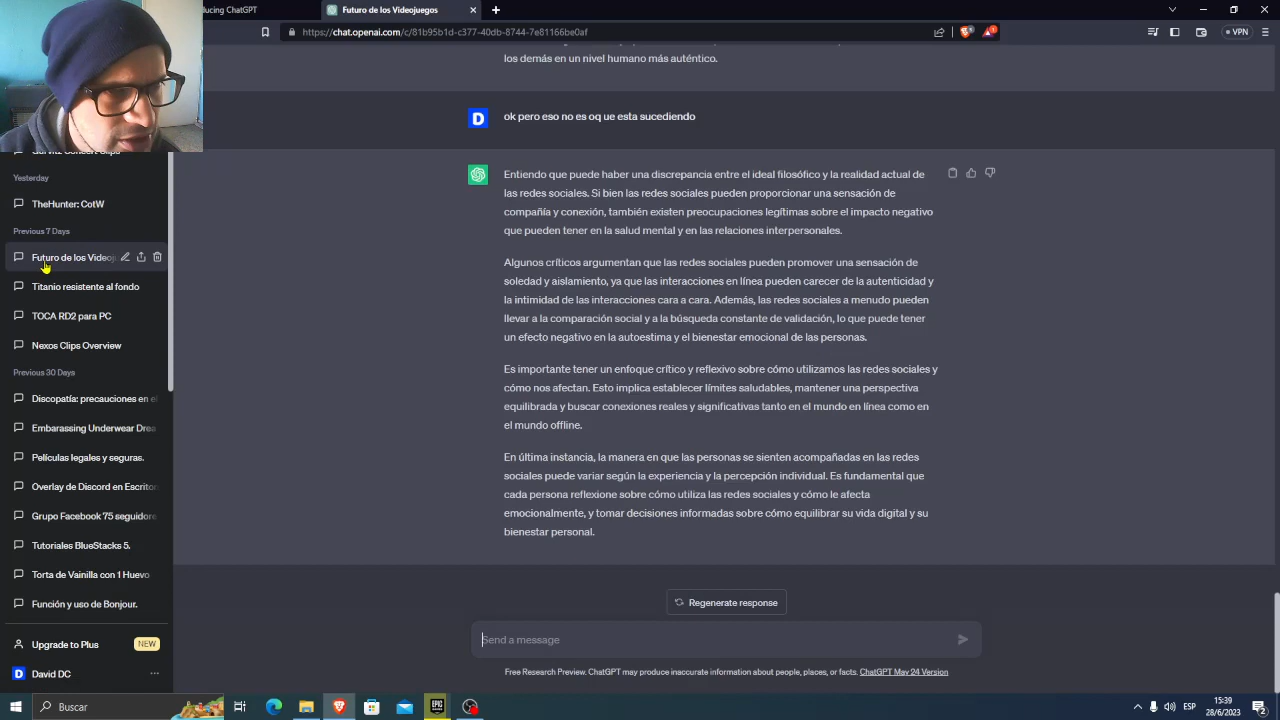 ducing ChatGPT
Futuro de los Videojuegos
https://chat.openai.com/c/81b95b1d-c377-40db-8744-7e81166be0af
VPN
los demás en un nivel humano más auténtico.
D
ok pero eso no es oq ue esta sucediendo
Entiendo que puede haber una discrepancia entre el ideal filosófico y la realidad actual de
las redes sociales. Si bien las redes sociales pueden proporcionar una sensación de
compañía y conexión, también existen preocupaciones legítimas sobre el impacto negativo
que pueden tener en la salud mental y en las relaciones interpersonales.
Algunos críticos argumentan que las redes sociales pueden promover una sensación de
soledad y aislamiento, ya que las interacciones en línea pueden carecer de la autenticidad y
la intimidad de las interacciones cara a cara. Además, las redes sociales a menudo pueden
llevar a la comparación social y a la búsqueda constante de validación, lo que puede tener
un efecto negativo en la autoestima y el bienestar emocional de las personas.
Es importante tener un enfoque crítico y reflexivo sobre cómo utilizamos las redes sociales y
cómo nos afectan. Esto implica establecer límites saludables, mantener una perspectiva
equilibrada y buscar conexiones reales y significativas tanto en el mundo en línea como en
el mundo offline.
En última instancia, la manera en que las personas se sienten acompañadas en las redes
sociales puede variar según la experiencia y la percepción individual. Es fundamental que
cada persona reflexione sobre cómo utiliza las redes sociales y cómo le afecta
emocionalmente, y tomar decisiones informadas sobre cómo equilibrar su vida digital y su
bienestar personal.
Regenerate response
Send a message
Free Research Preview. ChatGPT may produce inaccurate information about people, places, or facts. ChatGPT May 24 Version
Yesterday
TheHunter: CotW
Previous 7 Days
Futuro de los Videoj
Titanio resistente al fondo
TOCA RD2 para PC
Nexos Clips Overview
Previous 30 Days
Discopatía: precauciones en el
Embarassing Underwear Drea
Películas legales y seguras.
Overlay de Discord en Escritor
Grupo Facebook 75 seguidore
Tutoriales BlueStacks 5.
Torta de Vainilla con 1 Huevo
Función y uso de Bonjour.
Upgrade to Plus
NEW
D
David DC
Buscar
EPIC
ESP
15:39
28/6/2023
2